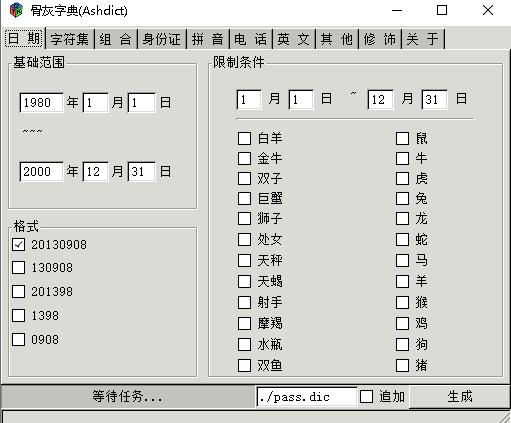 骨灰字典(Ashdict)
日 期 字符集 组 合 身份证 拼 音 电 话 英 文 其 他 修 饰 关 于
基础范围
1980 年 1 月 1 日
~~~
2000 年 12 月 31 日
格式
20130908
130908
201398
1398
0908
限制条件
1 月 1 日 ~ 12 月 31 日
白羊 鼠
金牛 牛
双子 虎
巨蟹 兔
狮子 龙
处女 蛇
天秤 马
天蝎 羊
射手 猴
摩羯 鸡
水瓶 狗
双鱼 猪
等待任务... ./pass.dic 追加 生成